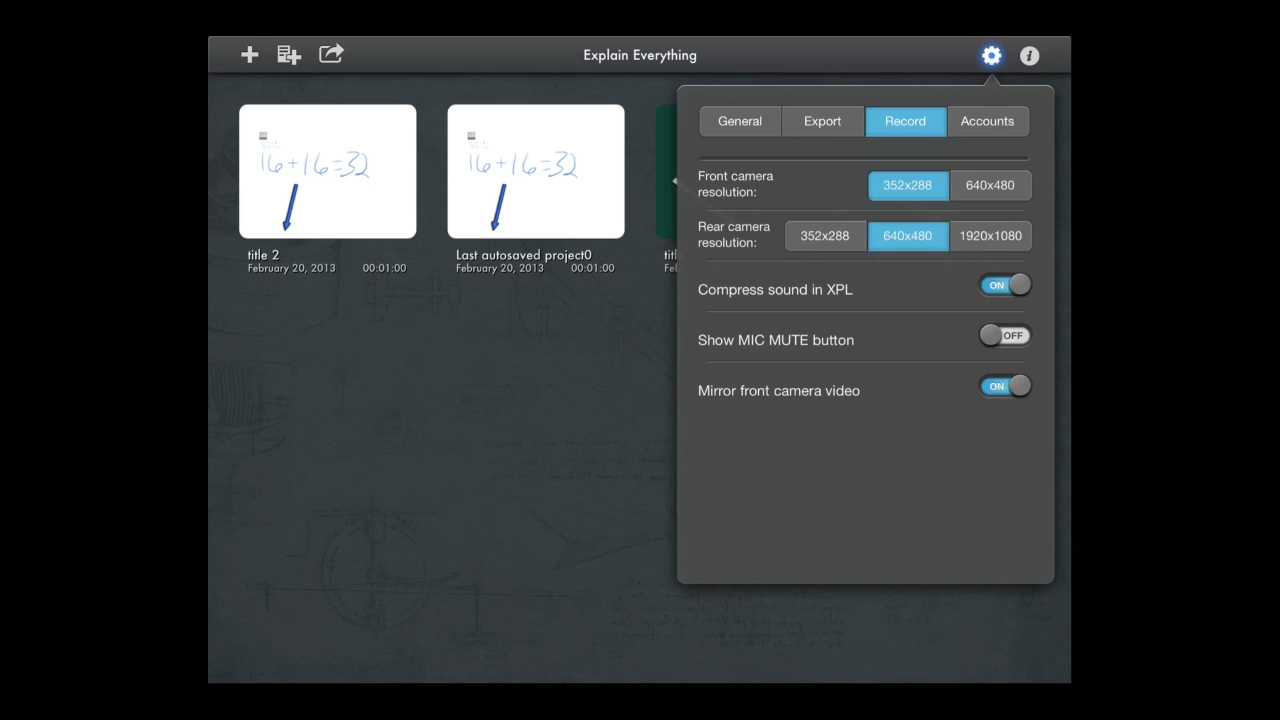 Explain Everything
General Export Record Accounts
Front camera
resolution:
352x288 640x480
Rear camera
resolution:
352x288 640x480 1920x1080
Compress sound in XPL ON
Show MIC MUTE button OFF
Mirror front camera video ON
16+16=32
title 2
February 20, 2013 00:01:00
16+16=32
Last autosaved project0
February 20, 2013 00:01:00